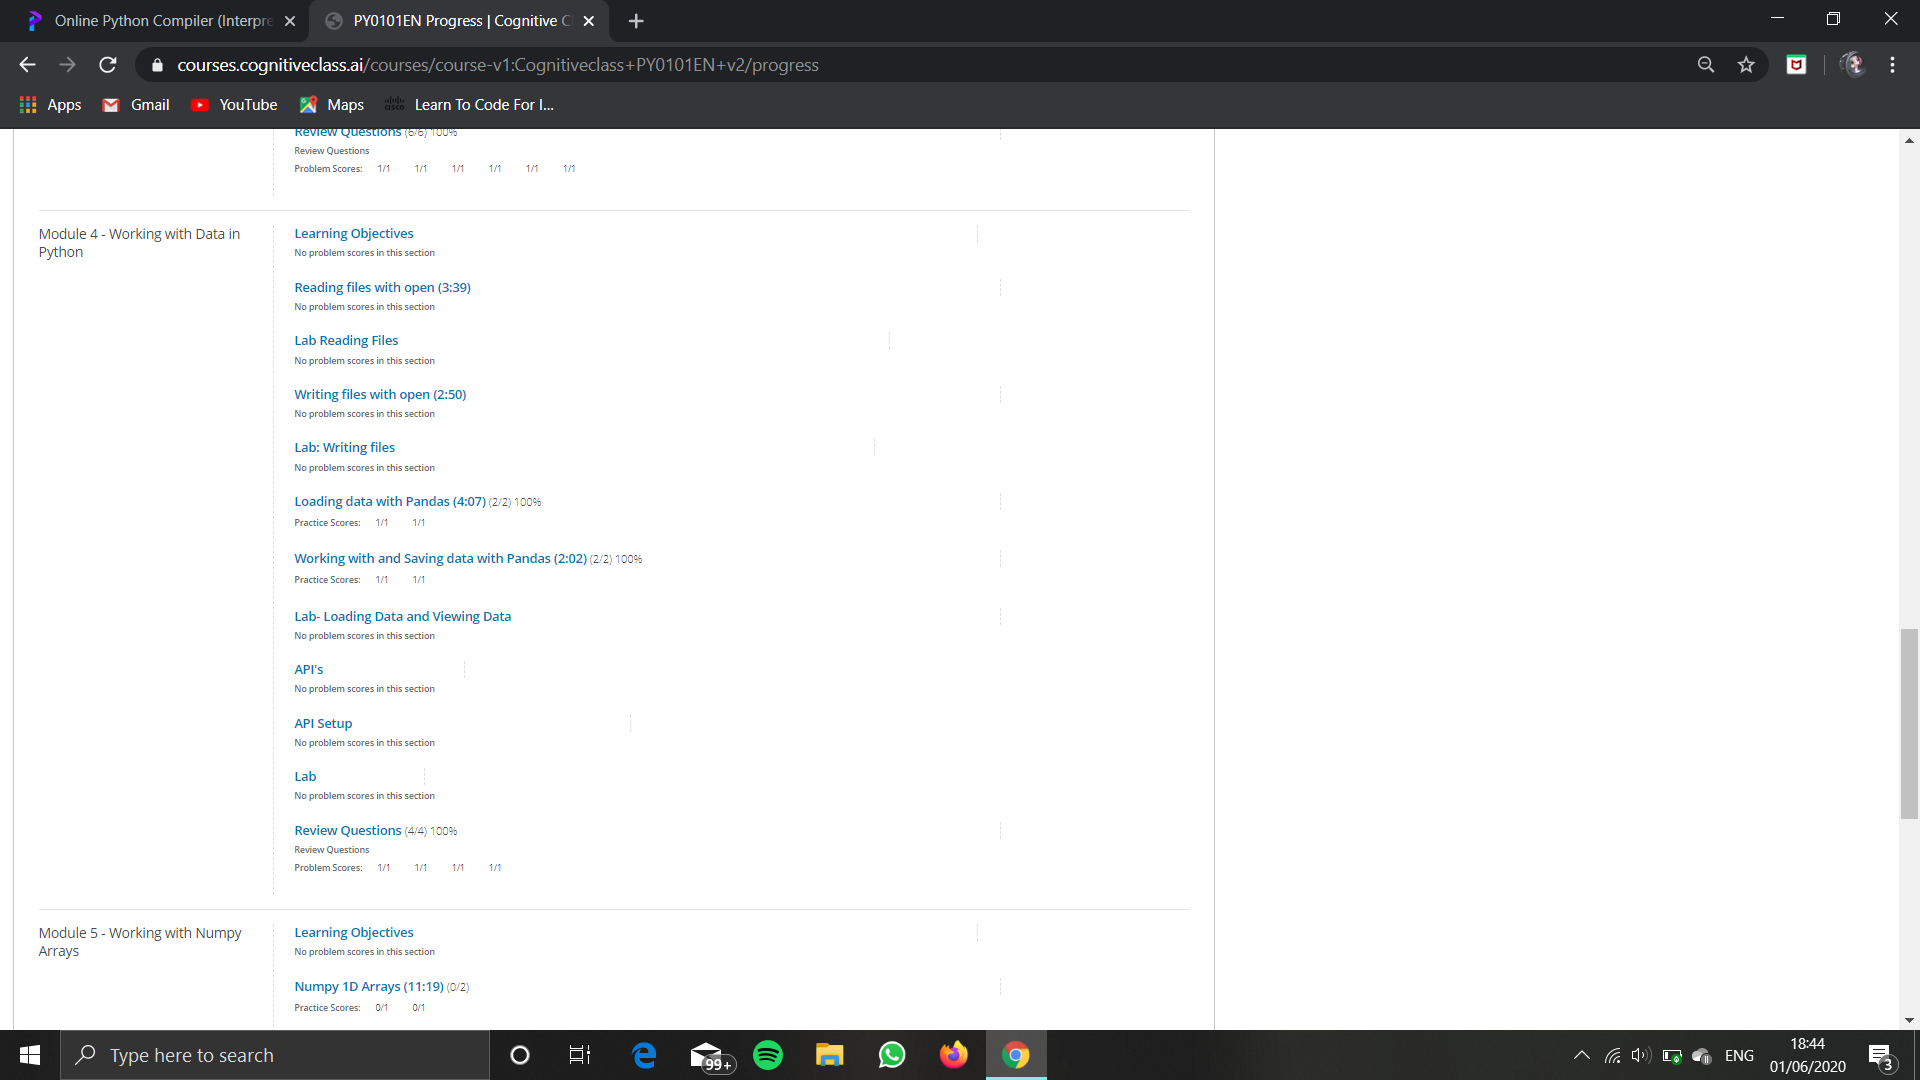 Online Python Compiler (Interpre
PY0101EN Progress | Cognitive C
courses.cognitiveclass.ai/courses/course-v1:Cognitiveclass+PY0101EN+v2/progress
Apps Gmail YouTube Maps Learn To Code For I...
Review Questions (6/6) 100%
Review Questions
Problem Scores: 1/1 1/1 1/1 1/1 1/1 1/1
Module 4 - Working with Data in
Python
Learning Objectives
No problem scores in this section
Reading files with open (3:39)
No problem scores in this section
Lab Reading Files
No problem scores in this section
Writing files with open (2:50)
No problem scores in this section
Lab: Writing files
No problem scores in this section
Loading data with Pandas (4:07) (2/2) 100%
Practice Scores: 1/1 1/1
Working with and Saving data with Pandas (2:02) (2/2) 100%
Practice Scores: 1/1 1/1
Lab- Loading Data and Viewing Data
No problem scores in this section
API's
No problem scores in this section
API Setup
No problem scores in this section
Lab
No problem scores in this section
Review Questions (4/4) 100%
Review Questions
Problem Scores: 1/1 1/1 1/1 1/1
Module 5 - Working with Numpy
Arrays
Learning Objectives
No problem scores in this section
Numpy 1D Arrays (11:19) (0/2)
Practice Scores: 0/1 0/1
Type here to search
99+
ENG
18:44
01/06/2020
3